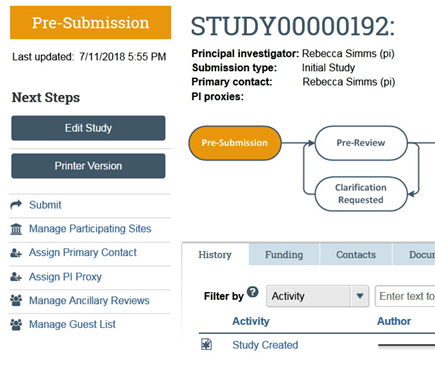 Pre-Submission
Last updated: 7/11/2018 5:55 PM
Next Steps
Edit Study
Printer Version
Submit
Manage Participating Sites
Assign Primary Contact
Assign PI Proxy
Manage Ancillary Reviews
Manage Guest List
STUDY00000192:
Principal investigator: Rebecca Simms (pi)
Submission type: Initial Study
Primary contact: Rebecca Simms (pi)
PI proxies:
Pre-Submission
Pre-Review
Clarification
Requested
History Funding Contacts Docu
Filter by ? Activity Enter text to
Activity Author
Study Created